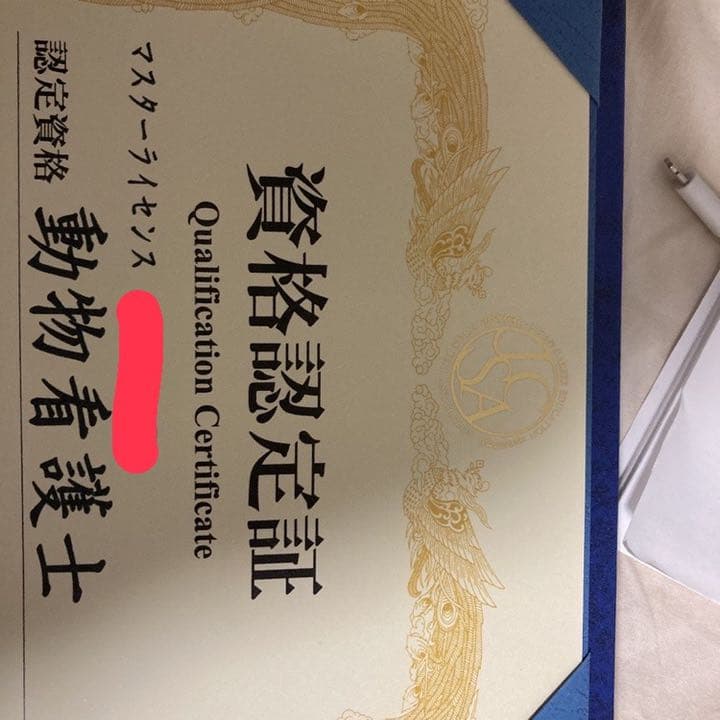 資格認定証
Qualification Certificate
マスターライセンス
認定資格 動物看護士